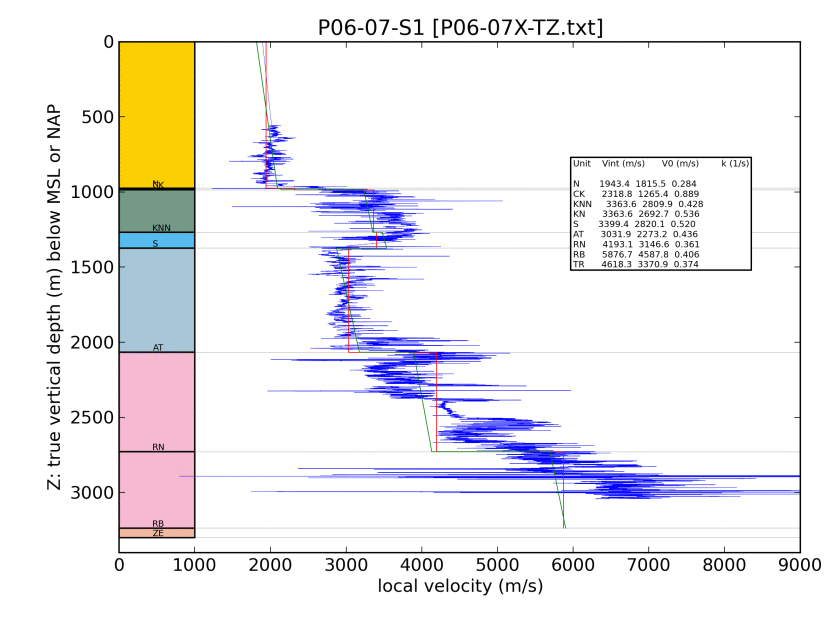 P06-07-S1 [P06-07X-TZ.txt]
0
500
1000
1500
2000
2500
3000
Z: true vertical depth (m) below MSL or NAP
NK
KNN
S
AT
RN
RB
ZE
Unit Vint (m/s) V0 (m/s) k (1/s)
N 1943.4 1815.5 0.284
CK 2318.8 1265.4 0.889
KNN 3363.6 2809.9 0.428
KN 3363.6 2692.7 0.536
S 3399.4 2820.1 0.520
AT 3031.9 2273.2 0.436
RN 4193.1 3146.6 0.361
RB 5876.7 4587.8 0.406
TR 4618.3 3370.9 0.374
0 1000 2000 3000 4000 5000 6000 7000 8000 9000
local velocity (m/s)